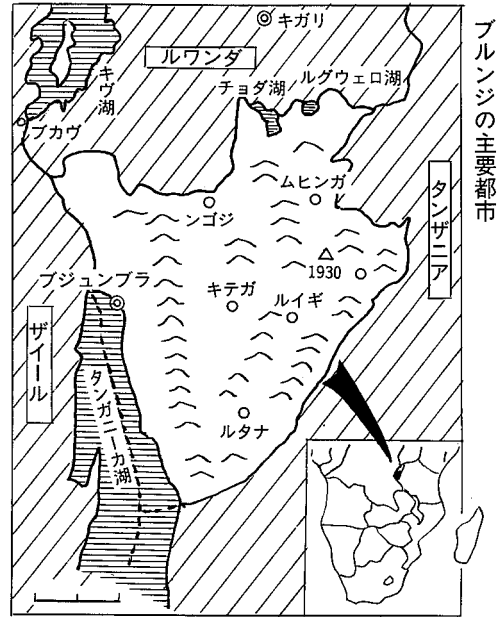 ブルンジの主要都市
キガリ
ルワンダ
キヴ湖
チョダ湖
ルグウェロ湖
ブカヴ
ムヒンガ
タンザニア
ンゴジ
1930
ブジュンブラ
キテガ
ルイギ
ザイール
タンガニーカ湖
ルタナ